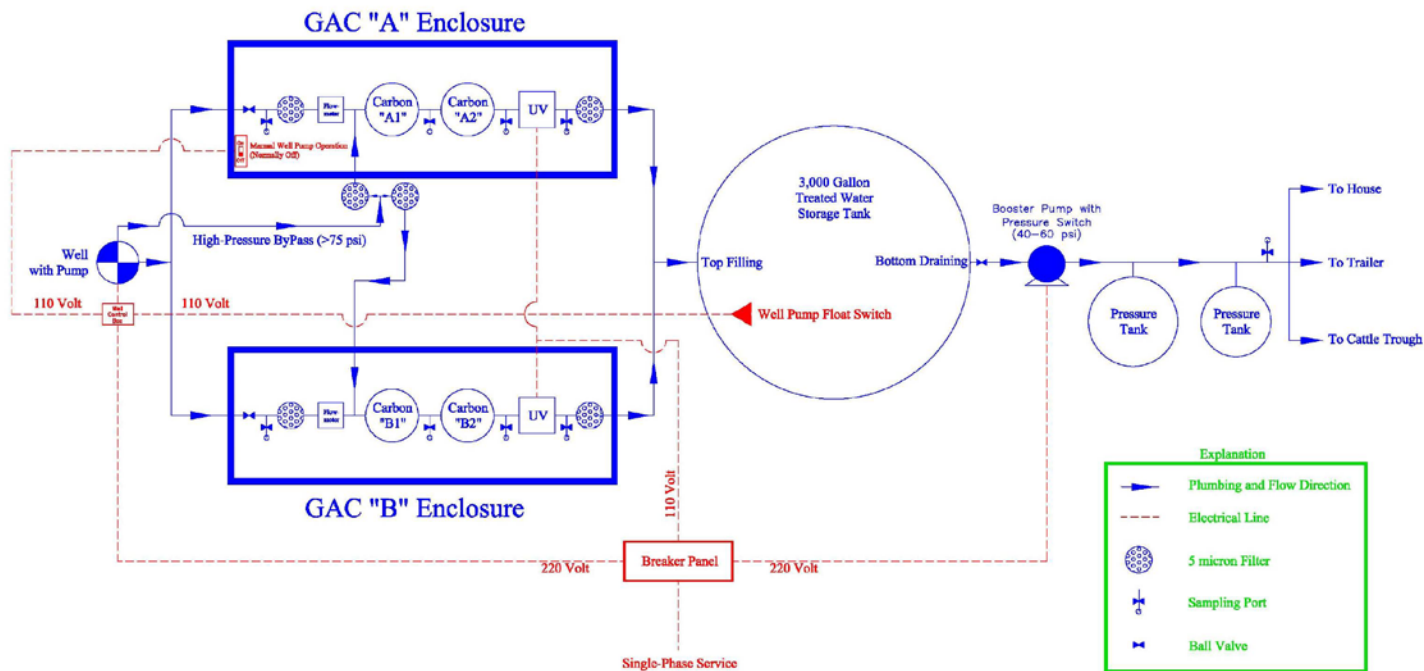 GAC "A" Enclosure
Flow-
meter
Carbon
"A1"
Carbon
"A2"
UV
On
Off
Manual Well Pump Operation
(Normally Off)
High-Pressure ByPass (>75 psi)
Well
with Pump
110 Volt
Well
Control
Box
110 Volt
3,000 Gallon
Treated Water
Storage Tank
Top Filling
Bottom Draining
Well Pump Float Switch
Booster Pump with
Pressure Switch
(40-60 psi)
Pressure
Tank
Pressure
Tank
To House
To Trailer
To Cattle Trough
Flow-
meter
Carbon
"B1"
Carbon
"B2"
UV
GAC "B" Enclosure
110 Volt
220 Volt
Breaker Panel
220 Volt
Single-Phase Service
Explanation
Plumbing and Flow Direction
Electrical Line
5 micron Filter
Sampling Port
Ball Valve